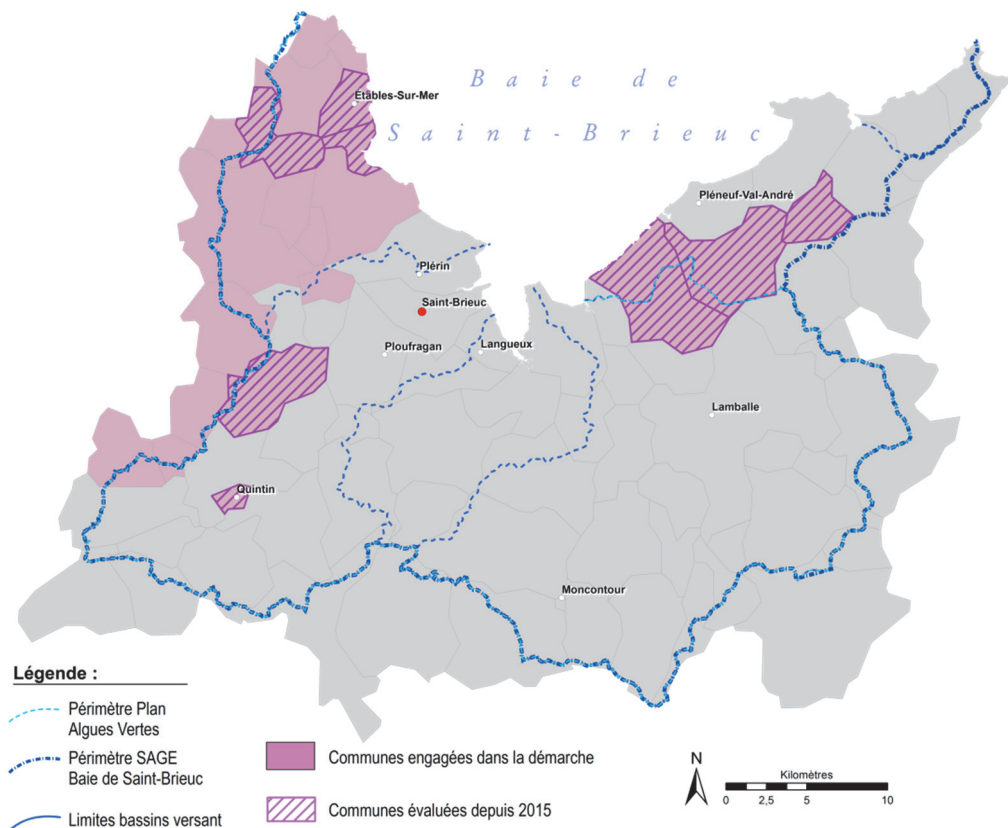 Baie de
Saint-Brieuc
Étables-Sur-Mer
Pléneuf-Val-André
Plérin
Saint-Brieuc
Ploufragan
Langueux
Lamballe
Quintin
Moncontour
Légende :
Périmètre Plan
Algues Vertes
Périmètre SAGE
Baie de Saint-Brieuc
Limites bassins versant
Communes engagées dans la démarche
Communes évaluées depuis 2015
N
Kilomètres
0 2,5 5 10